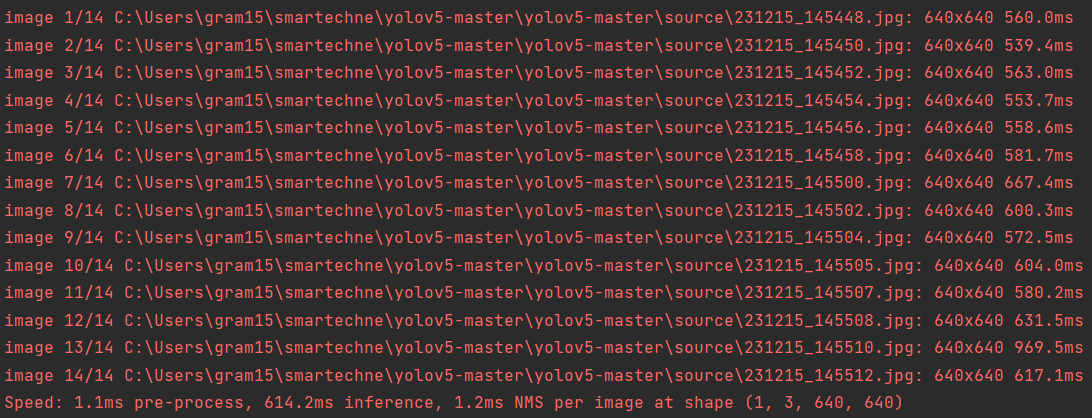 image 1/14 C:\Users\gram15\smartechne\yolov5-master\yolov5-master\source\231215_145448.jpg: 640x640 560.0ms
image 2/14 C:\Users\gram15\smartechne\yolov5-master\yolov5-master\source\231215_145450.jpg: 640x640 539.4ms
image 3/14 C:\Users\gram15\smartechne\yolov5-master\yolov5-master\source\231215_145452.jpg: 640x640 563.0ms
image 4/14 C:\Users\gram15\smartechne\yolov5-master\yolov5-master\source\231215_145454.jpg: 640x640 553.7ms
image 5/14 C:\Users\gram15\smartechne\yolov5-master\yolov5-master\source\231215_145456.jpg: 640x640 558.6ms
image 6/14 C:\Users\gram15\smartechne\yolov5-master\yolov5-master\source\231215_145458.jpg: 640x640 581.7ms
image 7/14 C:\Users\gram15\smartechne\yolov5-master\yolov5-master\source\231215_145500.jpg: 640x640 667.4ms
image 8/14 C:\Users\gram15\smartechne\yolov5-master\yolov5-master\source\231215_145502.jpg: 640x640 600.3ms
image 9/14 C:\Users\gram15\smartechne\yolov5-master\yolov5-master\source\231215_145504.jpg: 640x640 572.5ms
image 10/14 C:\Users\gram15\smartechne\yolov5-master\yolov5-master\source\231215_145505.jpg: 640x640 604.0ms
image 11/14 C:\Users\gram15\smartechne\yolov5-master\yolov5-master\source\231215_145507.jpg: 640x640 580.2ms
image 12/14 C:\Users\gram15\smartechne\yolov5-master\yolov5-master\source\231215_145508.jpg: 640x640 631.5ms
image 13/14 C:\Users\gram15\smartechne\yolov5-master\yolov5-master\source\231215_145510.jpg: 640x640 969.5ms
image 14/14 C:\Users\gram15\smartechne\yolov5-master\yolov5-master\source\231215_145512.jpg: 640x640 617.1ms
Speed: 1.1ms pre-process, 614.2ms inference, 1.2ms NMS per image at shape (1, 3, 640, 640)